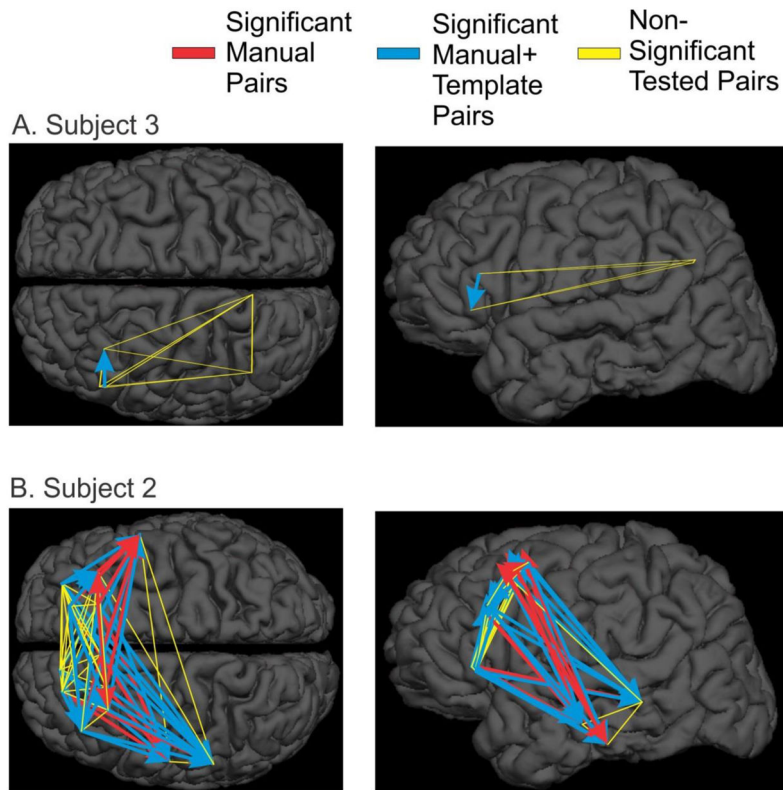 Significant
Manual
Pairs
Significant
Manual+
Template
Pairs
Non-
Significant
Tested Pairs
A. Subject 3
B. Subject 2